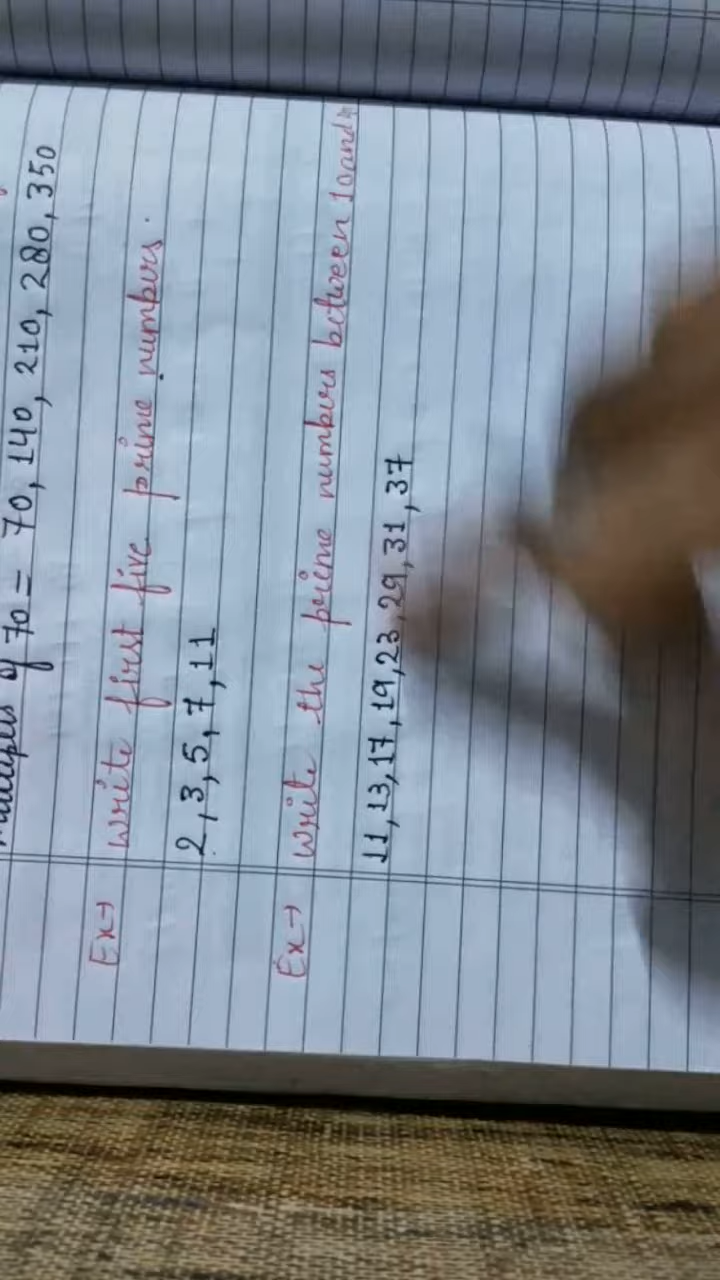 of 70 = 70, 140, 210, 280, 350
Ex→ Write first five prime numbers.
2, 3, 5, 7, 11
Ex→ Write the prime numbers between 10 and
11, 13, 17, 19, 23, 29, 31, 37